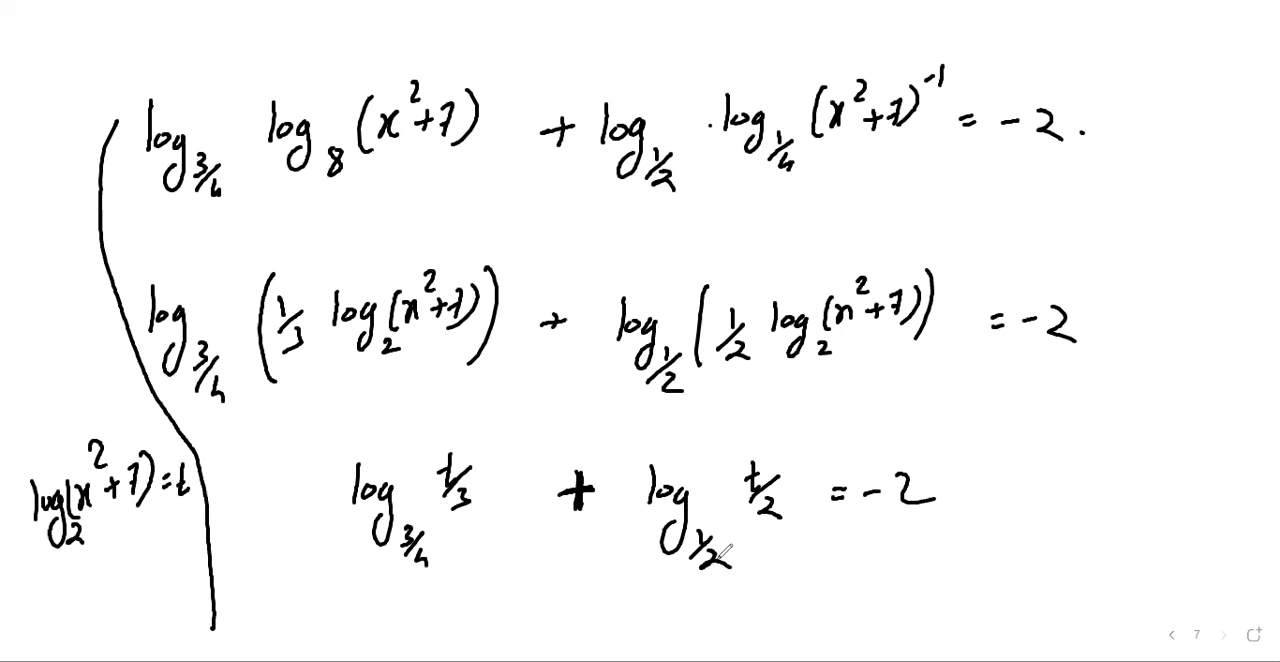 log_{3/4} log_8 (x^2+7) + log_{1/2} . log_{1/4} (x^2+7)^{-1} = -2.
log_{3/4} (1/3 log_2 (x^2+7)) + log_{1/2} (1/2 log_2 (x^2+7)) = -2
log_2 (x^2+7) = t
log_{3/4} t/3 + log_{1/2} t/2 = -2
< 7 >